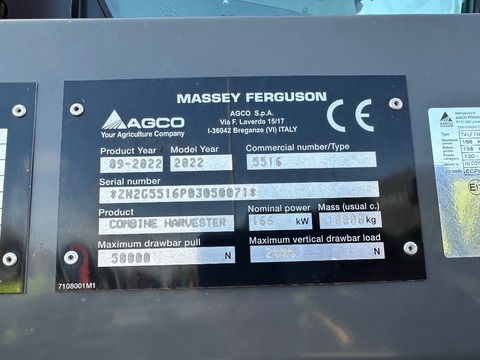 MASSEY FERGUSON
AGCO
Your Agriculture Company
AGCO S.p.A.
Via F. Laverda 15/17
I-36042 Breganze (VI) ITALY
CE
Product Year Model Year Commercial number/Type
09-2022 2022 5516
Serial number
*ZN2G5516P03050071*
Product Nominal power Mass (usual c.)
COMBINE HARVESTER 166 kW kg
Maximum drawbar pull Maximum vertical drawbar load
50000 N N
7108001M1
Manufacturer